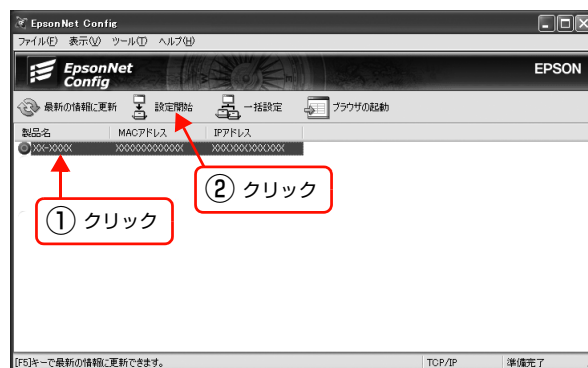 EpsonNet Config
ファイル(F) 表示(V) ツール(T) ヘルプ(H)
EpsonNet
Config
EPSON
最新の情報に更新 設定開始 一括設定 ブラウザの起動
製品名 MACアドレス IPアドレス
XX-XXXX XXXXXXXXXXXX XXX.XXX.XXX.XXX
② クリック
① クリック
[F5]キーで最新の情報に更新できます。 TCP/IP 準備完了